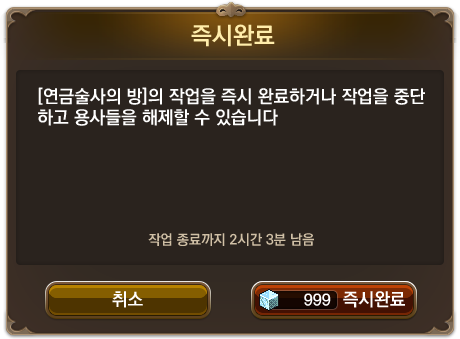 즉시완료
[연금술사의 방]의 작업을 즉시 완료하거나 작업을 중단
하고 용사들을 해제할 수 있습니다
작업 종료까지 2시간 3분 남음
취소
999 즉시완료